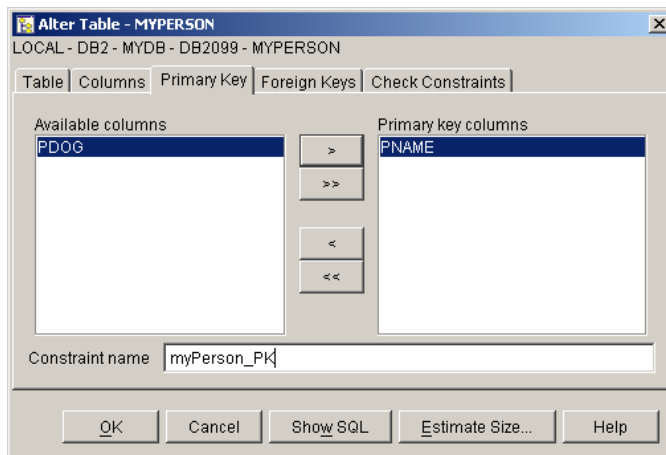 Alter Table - MYPERSON
LOCAL - DB2 - MYDB - DB2099 - MYPERSON
Table Columns Primary Key Foreign Keys Check Constraints
Available columns
PDOG
>
>>
<
<<
Primary key columns
PNAME
Constraint name myPerson_PK
OK Cancel Show SQL Estimate Size... Help